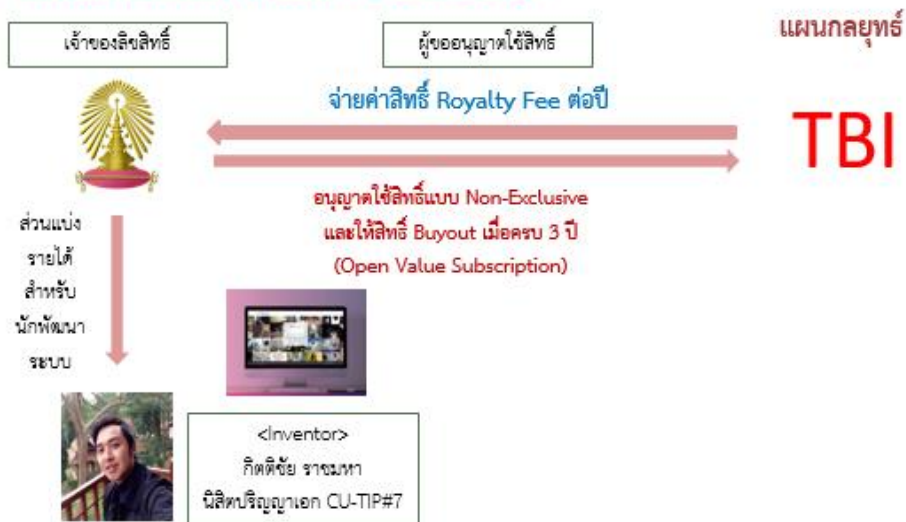 เจ้าของลิขสิทธิ์
ผู้ขออนุญาตใช้สิทธิ์
แผนกลยุทธ์
จ่ายค่าสิทธิ์ Royalty Fee ต่อปี
TBI
อนุญาตใช้สิทธิ์แบบ Non-Exclusive
และให้สิทธิ์ Buyout เมื่อครบ 3 ปี
(Open Value Subscription)
ส่วนแบ่ง
รายได้
สำหรับ
นักพัฒนา
ระบบ
<Inventor>
กิตติชัย ราชมหา
นิสิตปริญญาเอก CU-TIP#7